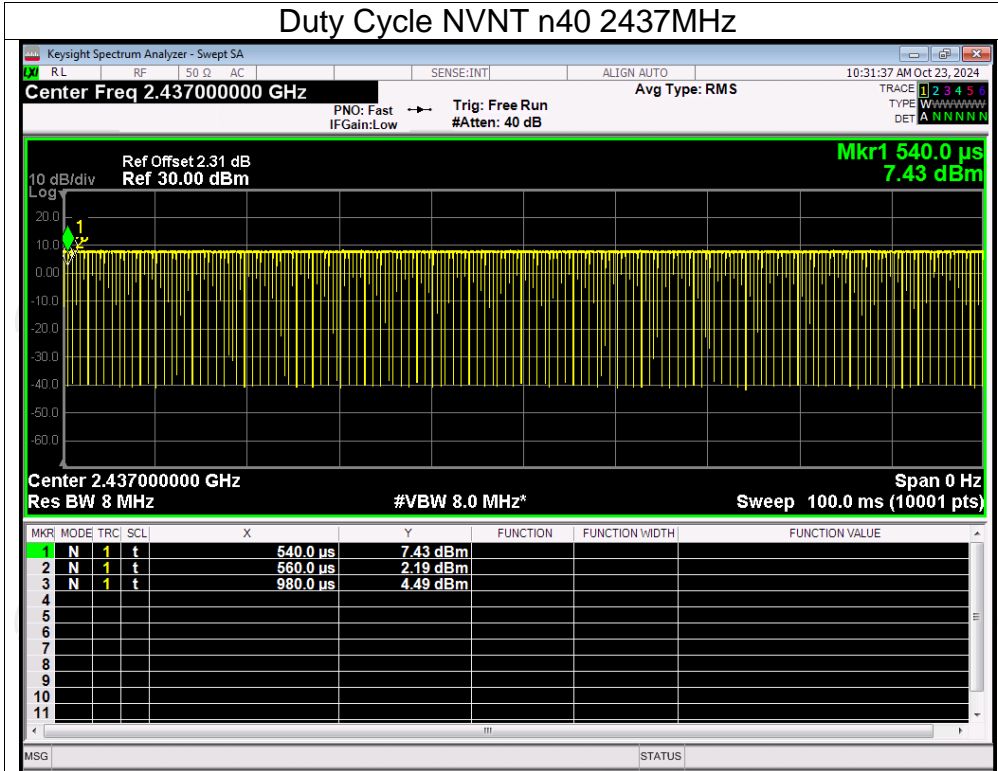 Duty Cycle NVNT n40 2437MHz
Keysight Spectrum Analyzer - Swept SA
LXI RL RF 50 Ω AC SENSE:INT ALIGN AUTO 10:31:37 AM Oct 23, 2024
Center Freq 2.437000000 GHz Avg Type: RMS TRACE 1 2 3 4 5 6
PNO: Fast Trig: Free Run TYPE W
IFGain:Low #Atten: 40 dB DET A N N N N N
Mkr1 540.0 µs
7.43 dBm
Ref Offset 2.31 dB
10 dB/div Ref 30.00 dBm
Log
20.0
1
10.0
2
0.00
-10.0
-20.0
-30.0
-40.0
-50.0
-60.0
Center 2.437000000 GHz Span 0 Hz
Res BW 8 MHz #VBW 8.0 MHz* Sweep 100.0 ms (10001 pts)
MKR MODE TRC SCL X Y FUNCTION FUNCTION WIDTH FUNCTION VALUE
1 N 1 t 540.0 µs 7.43 dBm
2 N 1 t 560.0 µs 2.19 dBm
3 N 1 t 980.0 µs 4.49 dBm
4
5
6
7
8
9
10
11
MSG STATUS